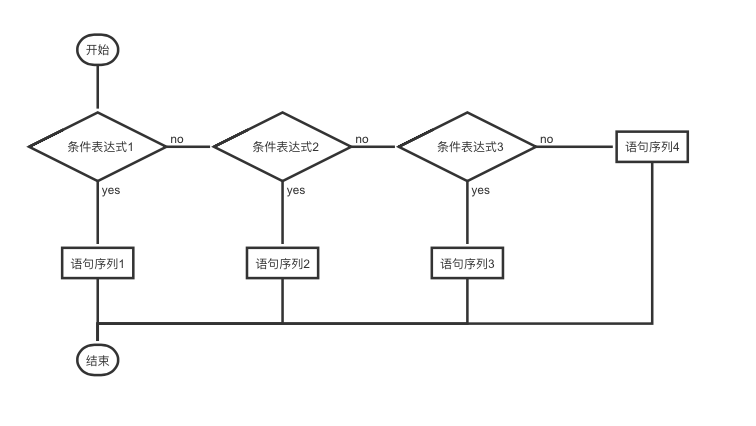 开始
条件表达式1
no
条件表达式2
no
条件表达式3
no
语句序列4
yes
yes
yes
语句序列1
语句序列2
语句序列3
结束